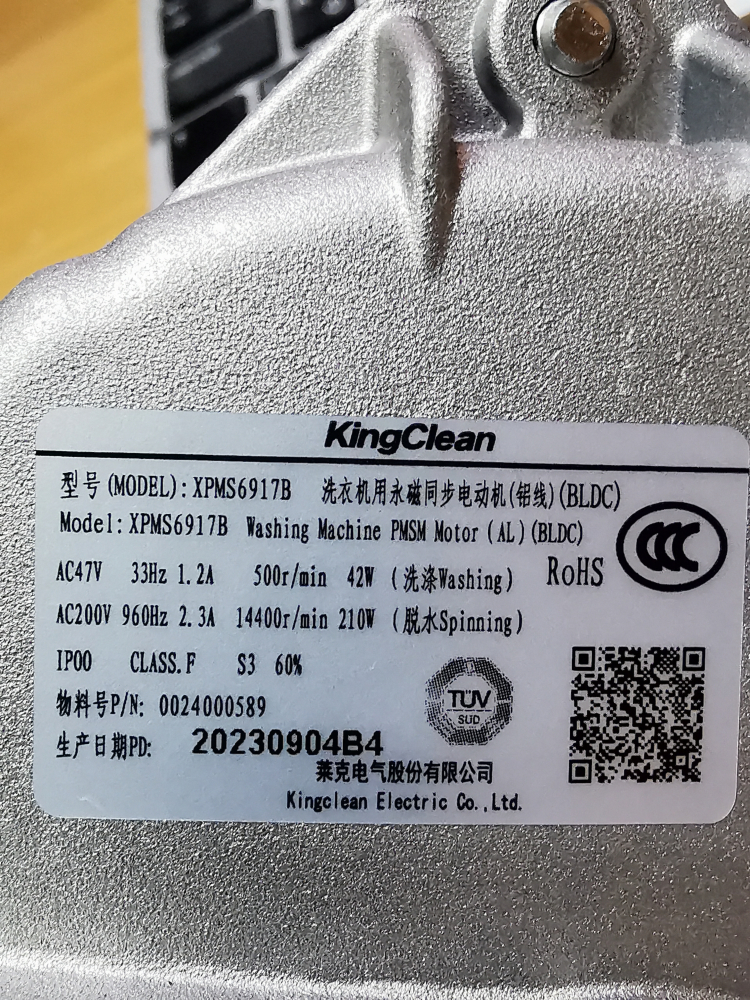 KingClean
型号(MODEL): XPMS6917B 洗衣机用永磁同步电动机(铝线)(BLDC)
Model: XPMS6917B Washing Machine PMSM Motor (AL)(BLDC)
AC47V 33Hz 1.2A 500r/min 42W (洗涤Washing) RoHS
AC200V 960Hz 2.3A 14400r/min 210W (脱水Spinning)
IP00 CLASS.F S3 60%
物料号P/N: 0024000589
TÜV
SÜD
生产日期PD: 20230904B4
莱克电气股份有限公司
Kingclean Electric Co.,Ltd.